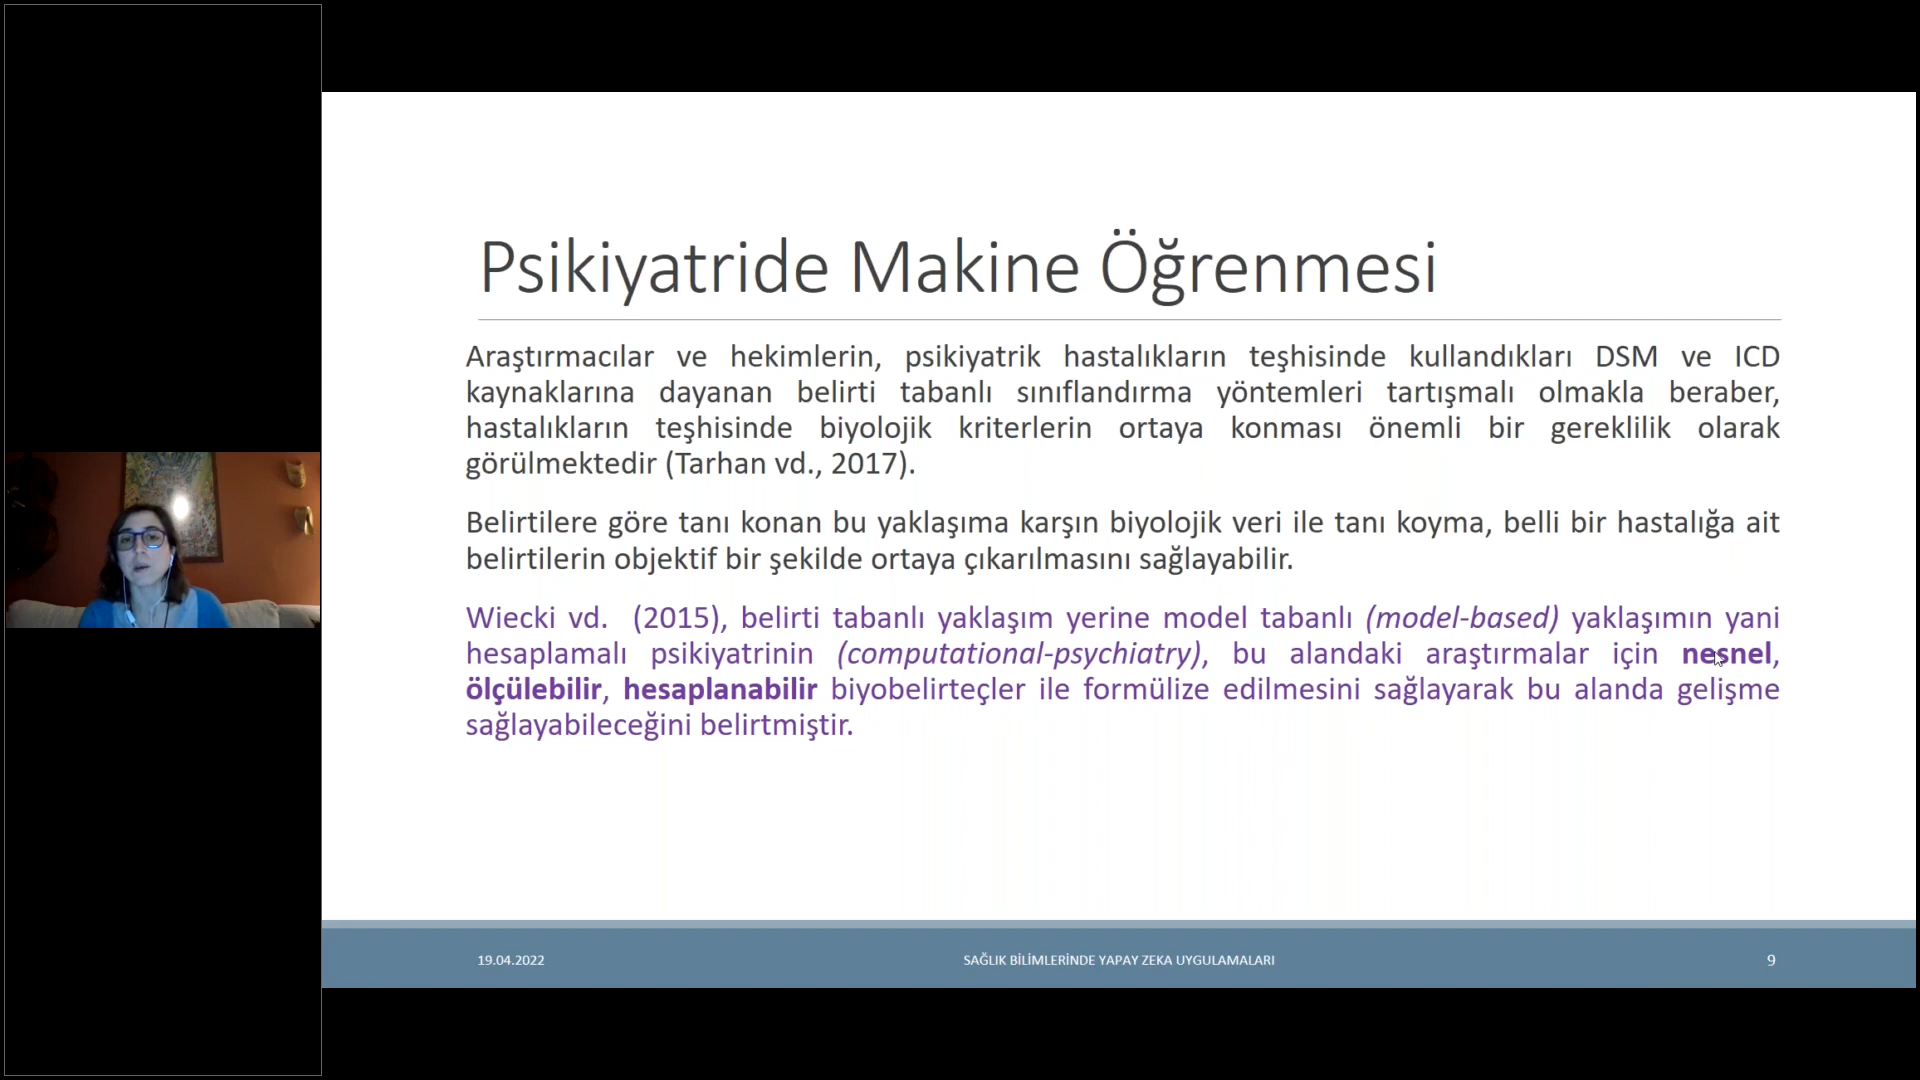 Psikiyatride Makine Öğrenmesi
Araştırmacılar ve hekimlerin, psikiyatrik hastalıkların teşhisinde kullandıkları DSM ve ICD
kaynaklarına dayanan belirti tabanlı sınıflandırma yöntemleri tartışmalı olmakla beraber,
hastalıkların teşhisinde biyolojik kriterlerin ortaya konması önemli bir gereklilik olarak
görülmektedir (Tarhan vd., 2017).
Belirtilere göre tanı konan bu yaklaşıma karşın biyolojik veri ile tanı koyma, belli bir hastalığa ait
belirtilerin objektif bir şekilde ortaya çıkarılmasını sağlayabilir.
Wiecki vd. (2015), belirti tabanlı yaklaşım yerine model tabanlı (model-based) yaklaşımın yani
hesaplamalı psikiyatrinin (computational-psychiatry), bu alandaki araştırmalar için nesnel,
ölçülebilir, hesaplanabilir biyobelirteçler ile formülize edilmesini sağlayarak bu alanda gelişme
sağlayabileceğini belirtmiştir.
19.04.2022
SAĞLIK BİLİMLERİNDE YAPAY ZEKA UYGULAMALARI
9